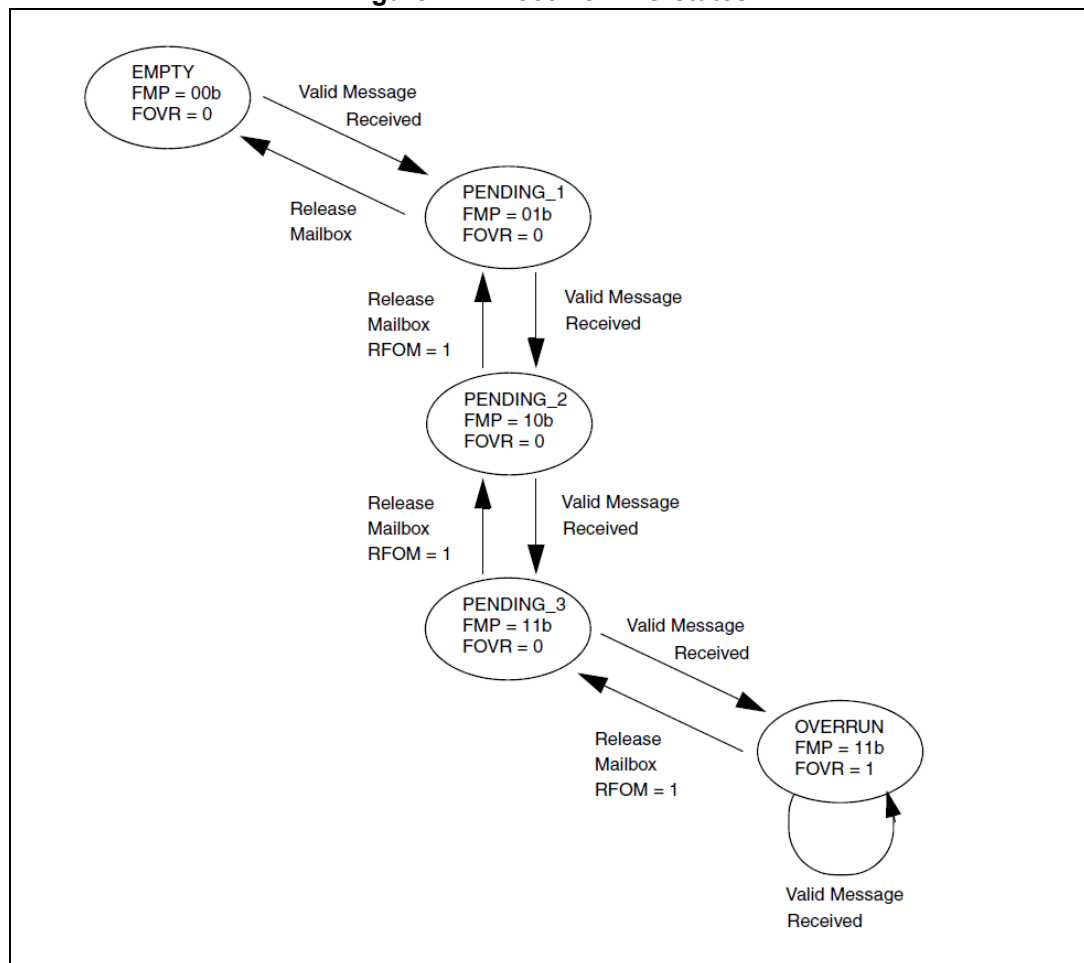 EMPTY
FMP = 00b
FOVR = 0
Valid Message
Received
Release
Mailbox
PENDING_1
FMP = 01b
FOVR = 0
Release
Mailbox
RFOM = 1
Valid Message
Received
PENDING_2
FMP = 10b
FOVR = 0
Release
Mailbox
RFOM = 1
Valid Message
Received
PENDING_3
FMP = 11b
FOVR = 0
Valid Message
Received
Release
Mailbox
RFOM = 1
OVERRUN
FMP = 11b
FOVR = 1
Valid Message
Received